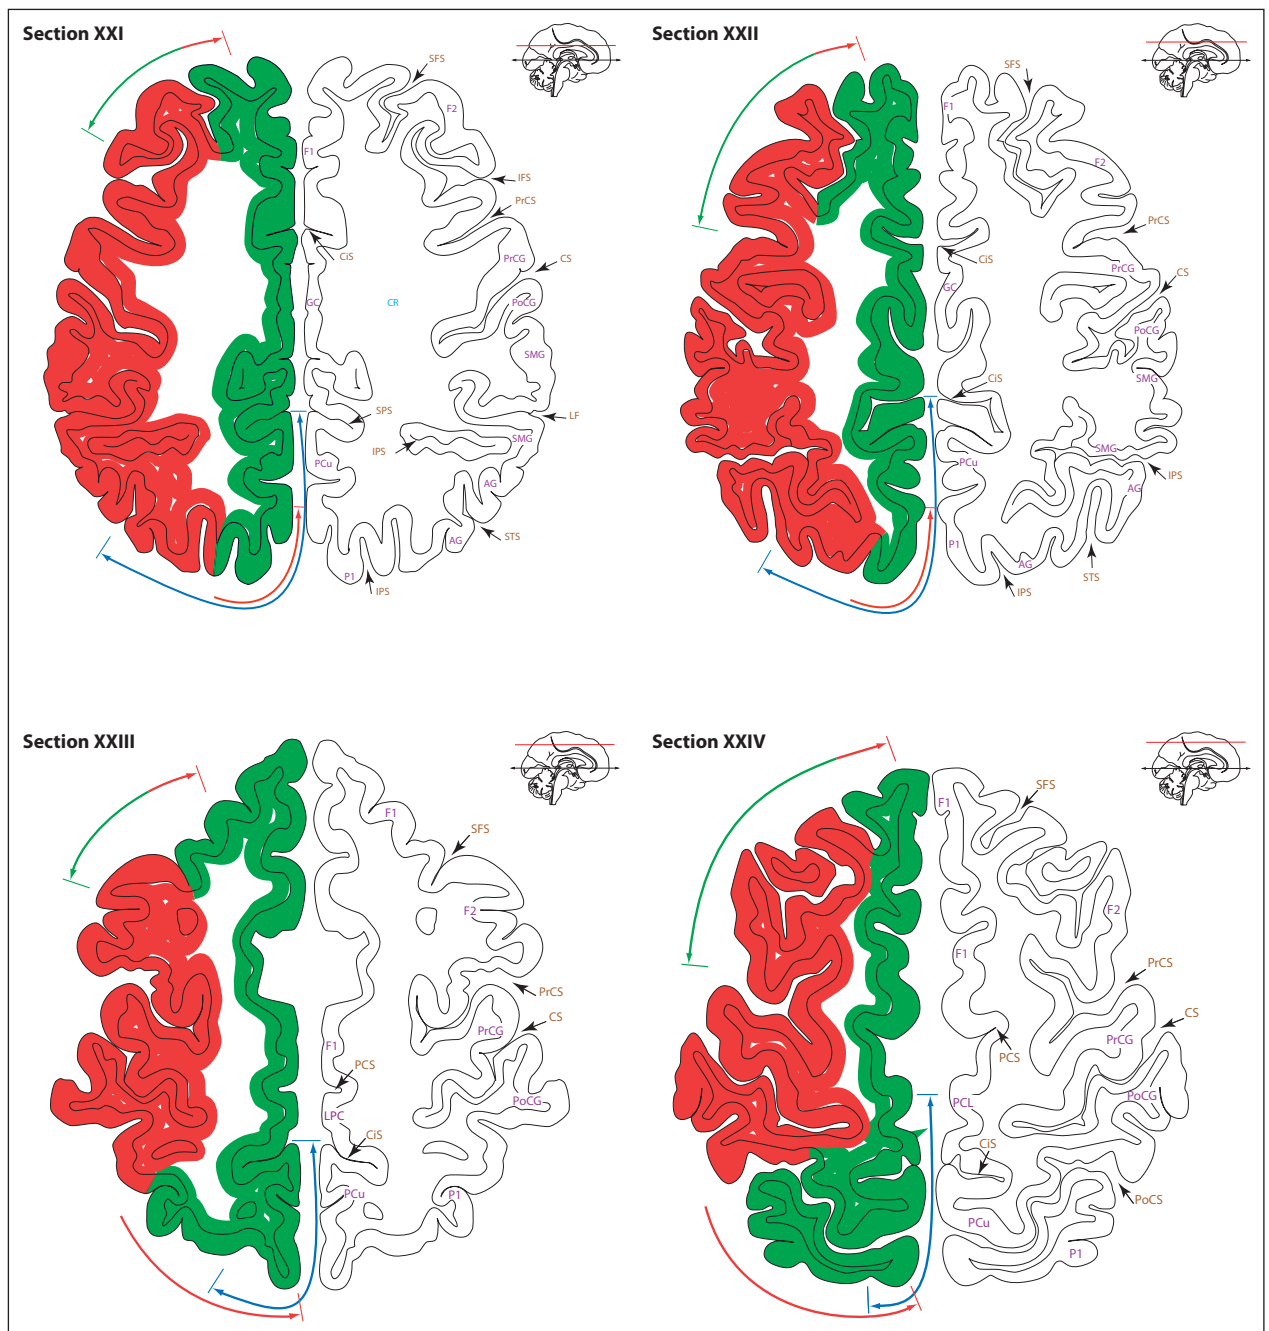 Section XXI
SFS
F2
F1
IFS
PrCS
CiS
PrCG
CS
GC
CR
PoCG
SMG
SPS
LF
IPS
SMG
PCu
AG
STS
AG
P1
IPS
Section XXII
SFS
F1
F2
PrCS
CiS
PrCG
CS
GC
PoCG
CiS
SMG
SMG
PCu
IPS
AG
P1
AG
STS
IPS
Section XXIII
F1
SFS
F2
PrCS
CS
PrCG
F1
PCS
PoCG
LPC
CiS
PCu
P1
Section XXIV
SFS
F1
F2
F1
PrCS
CS
PrCG
PCS
PoCG
PCL
CiS
PoCS
PCu
P1